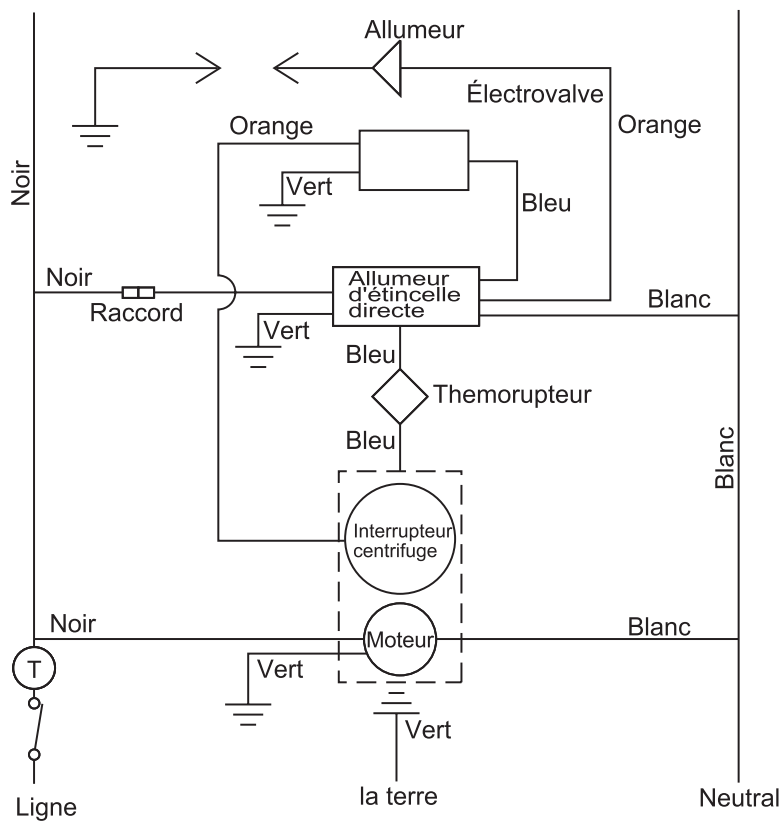 Allumeur
Électrovalve
Orange
Orange
Noir
Vert
Bleu
Noir
Allumeur
d'étincelle
directe
Blanc
Raccord
Vert
Bleu
Themorupteur
Bleu
Blanc
Interrupteur
centrifuge
Noir
Moteur
Blanc
T
Vert
Vert
la terre
Neutral
Ligne